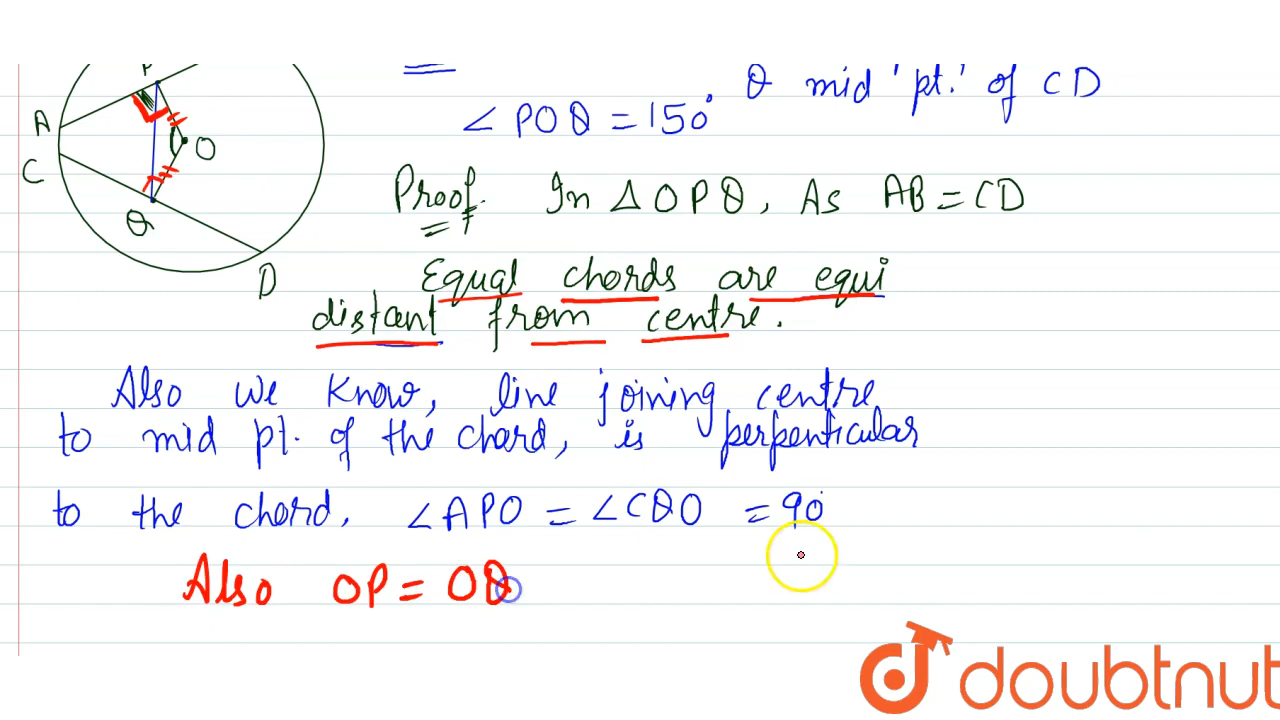 P
Q mid 'pt.' of CD
∠POQ = 150°
A
O
C
Proof. In △OPQ, As AB = CD
Q
D
Equal chords are equi
distant from centre.
Also we know, line joining centre
to mid pt. of the chord, is perpenticular
to the chord. ∠APO = ∠CQO = 90°
Also OP = OQ
doubtnut